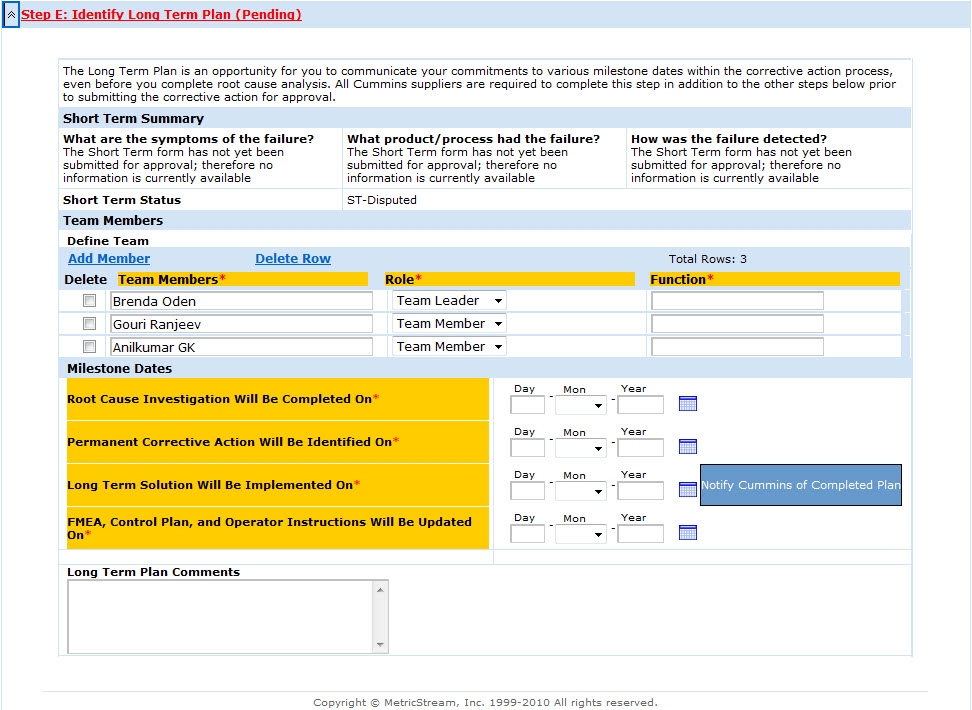 Step E: Identify Long Term Plan (Pending)
The Long Term Plan is an opportunity for you to communicate your commitments to various milestone dates within the corrective action process,
even before you complete root cause analysis. All Cummins suppliers are required to complete this step in addition to the other steps below prior
to submitting the corrective action for approval.
Short Term Summary
What are the symptoms of the failure?
The Short Term form has not yet been
submitted for approval; therefore no
information is currently available
What product/process had the failure?
The Short Term form has not yet been
submitted for approval; therefore no
information is currently available
How was the failure detected?
The Short Term form has not yet been
submitted for approval; therefore no
information is currently available
Short Term Status ST-Disputed
Team Members
Define Team
Add Member Delete Row Total Rows: 3
Delete Team Members* Role* Function*
Brenda Oden Team Leader
Gouri Ranjeev Team Member
Anilkumar GK Team Member
Milestone Dates
Root Cause Investigation Will Be Completed On*
Day - Mon - Year
Permanent Corrective Action Will Be Identified On*
Day - Mon - Year
Long Term Solution Will Be Implemented On*
Day - Mon - Year
Notify Cummins of Completed Plan
FMEA, Control Plan, and Operator Instructions Will Be Updated
On*
Day - Mon - Year
Long Term Plan Comments
Copyright © MetricStream, Inc. 1999-2010 All rights reserved.